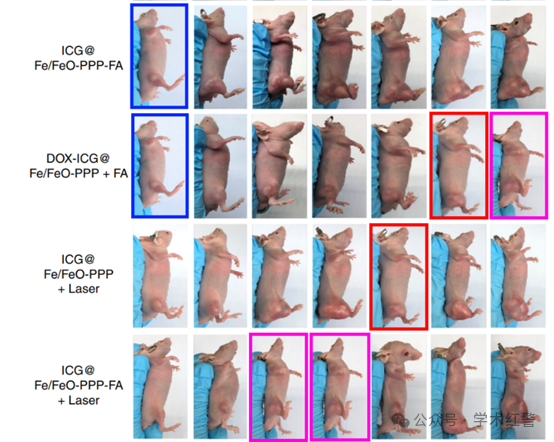 ICG@
Fe/FeO-PPP-FA
DOX-ICG@
Fe/FeO-PPP + FA
ICG@
Fe/FeO-PPP
+ Laser
ICG@
Fe/FeO-PPP-FA
+ Laser
公众号 · 学术红警